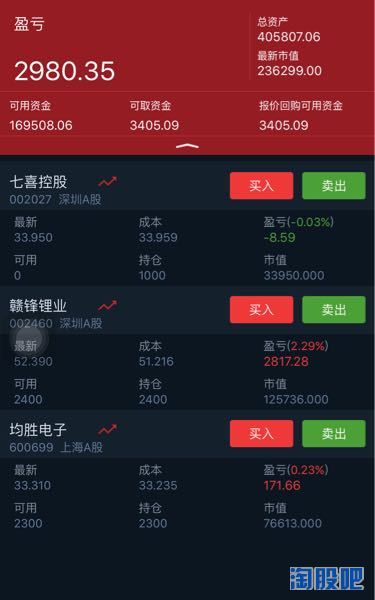 盈亏
2980.35
总资产
405807.06
最新市值
236299.00
可用资金 可取资金 报价回购可用资金
169508.06 3405.09 3405.09
七喜控股 买入 卖出
002027 深圳A股
最新 成本 盈亏(-0.03%)
33.950 33.959 -8.59
可用 持仓 市值
0 1000 33950.000
赣锋锂业 买入 卖出
002460 深圳A股
最新 成本 盈亏(2.29%)
52.390 51.216 2817.28
可用 持仓 市值
2400 2400 125736.000
均胜电子 买入 卖出
600699 上海A股
最新 成本 盈亏(0.23%)
33.310 33.235 171.66
可用 持仓 市值
2300 2300 76613.000
淘股吧